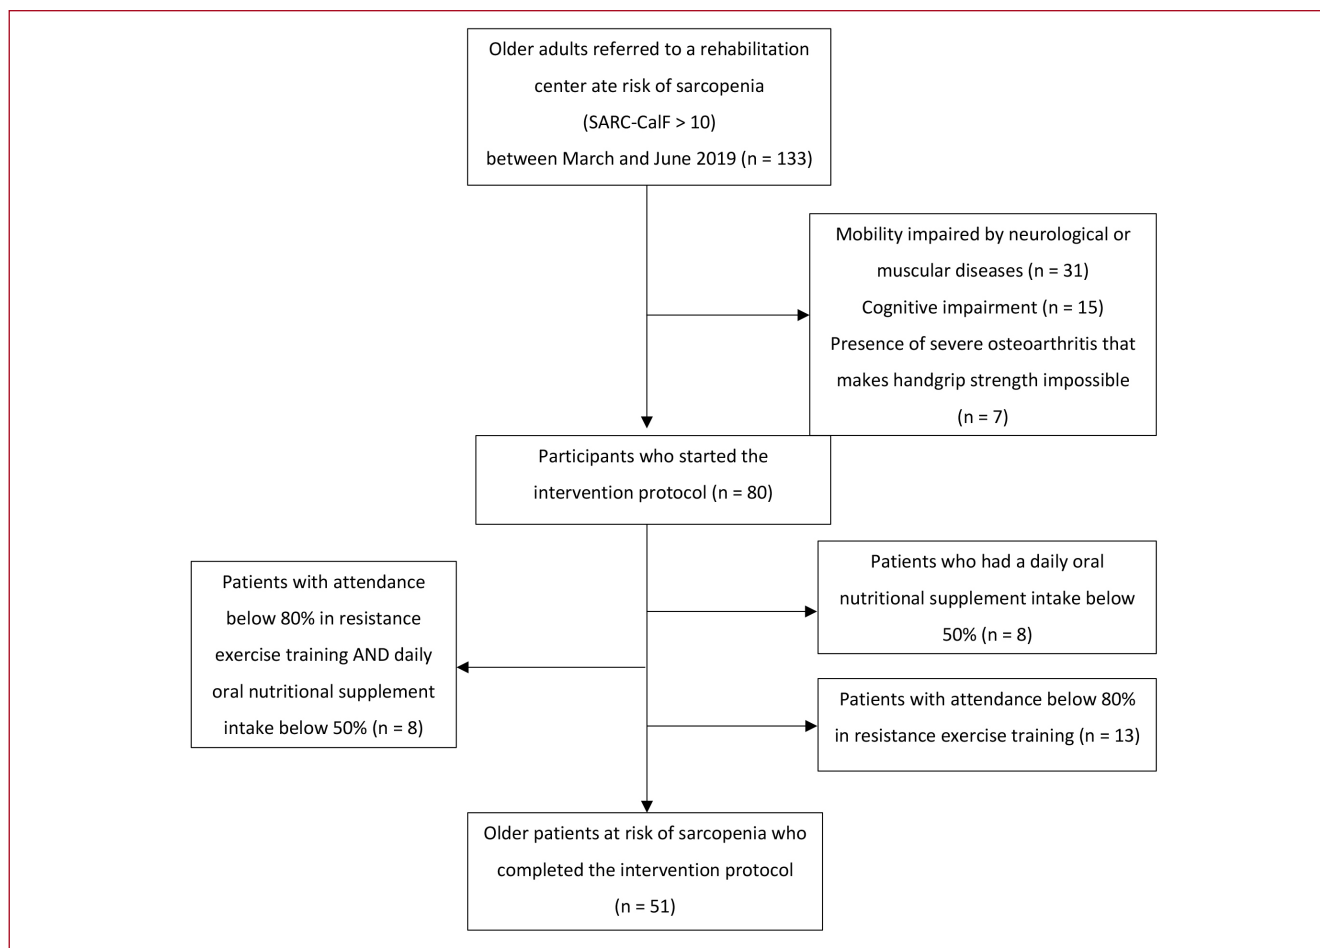 Older adults referred to a rehabilitation
center ate risk of sarcopenia
(SARC-CalF > 10)
between March and June 2019 (n = 133)
Mobility impaired by neurological or
muscular diseases (n = 31)
Cognitive impairment (n = 15)
Presence of severe osteoarthritis that
makes handgrip strength impossible
(n = 7)
Participants who started the
intervention protocol (n = 80)
Patients who had a daily oral
nutritional supplement intake below
50% (n = 8)
Patients with attendance
below 80% in resistance
exercise training AND daily
oral nutritional supplement
intake below 50% (n = 8)
Patients with attendance below 80%
in resistance exercise training (n = 13)
Older patients at risk of sarcopenia who
completed the intervention protocol
(n = 51)